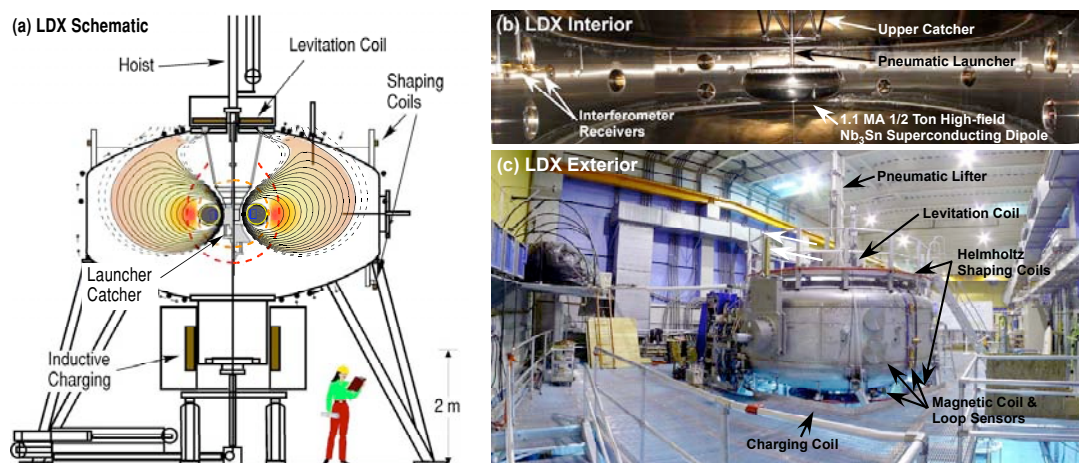 (a) LDX Schematic
Levitation Coil
Hoist
Shaping
Coils
Launcher
Catcher
Inductive
Charging
2 m
(b) LDX Interior
Upper Catcher
Pneumatic Launcher
Interferometer
Receivers
1.1 MA 1/2 Ton High-field
Nb3Sn Superconducting Dipole
(c) LDX Exterior
Pneumatic Lifter
Levitation Coil
Helmholtz
Shaping Coils
Magnetic Coil &
Loop Sensors
Charging Coil